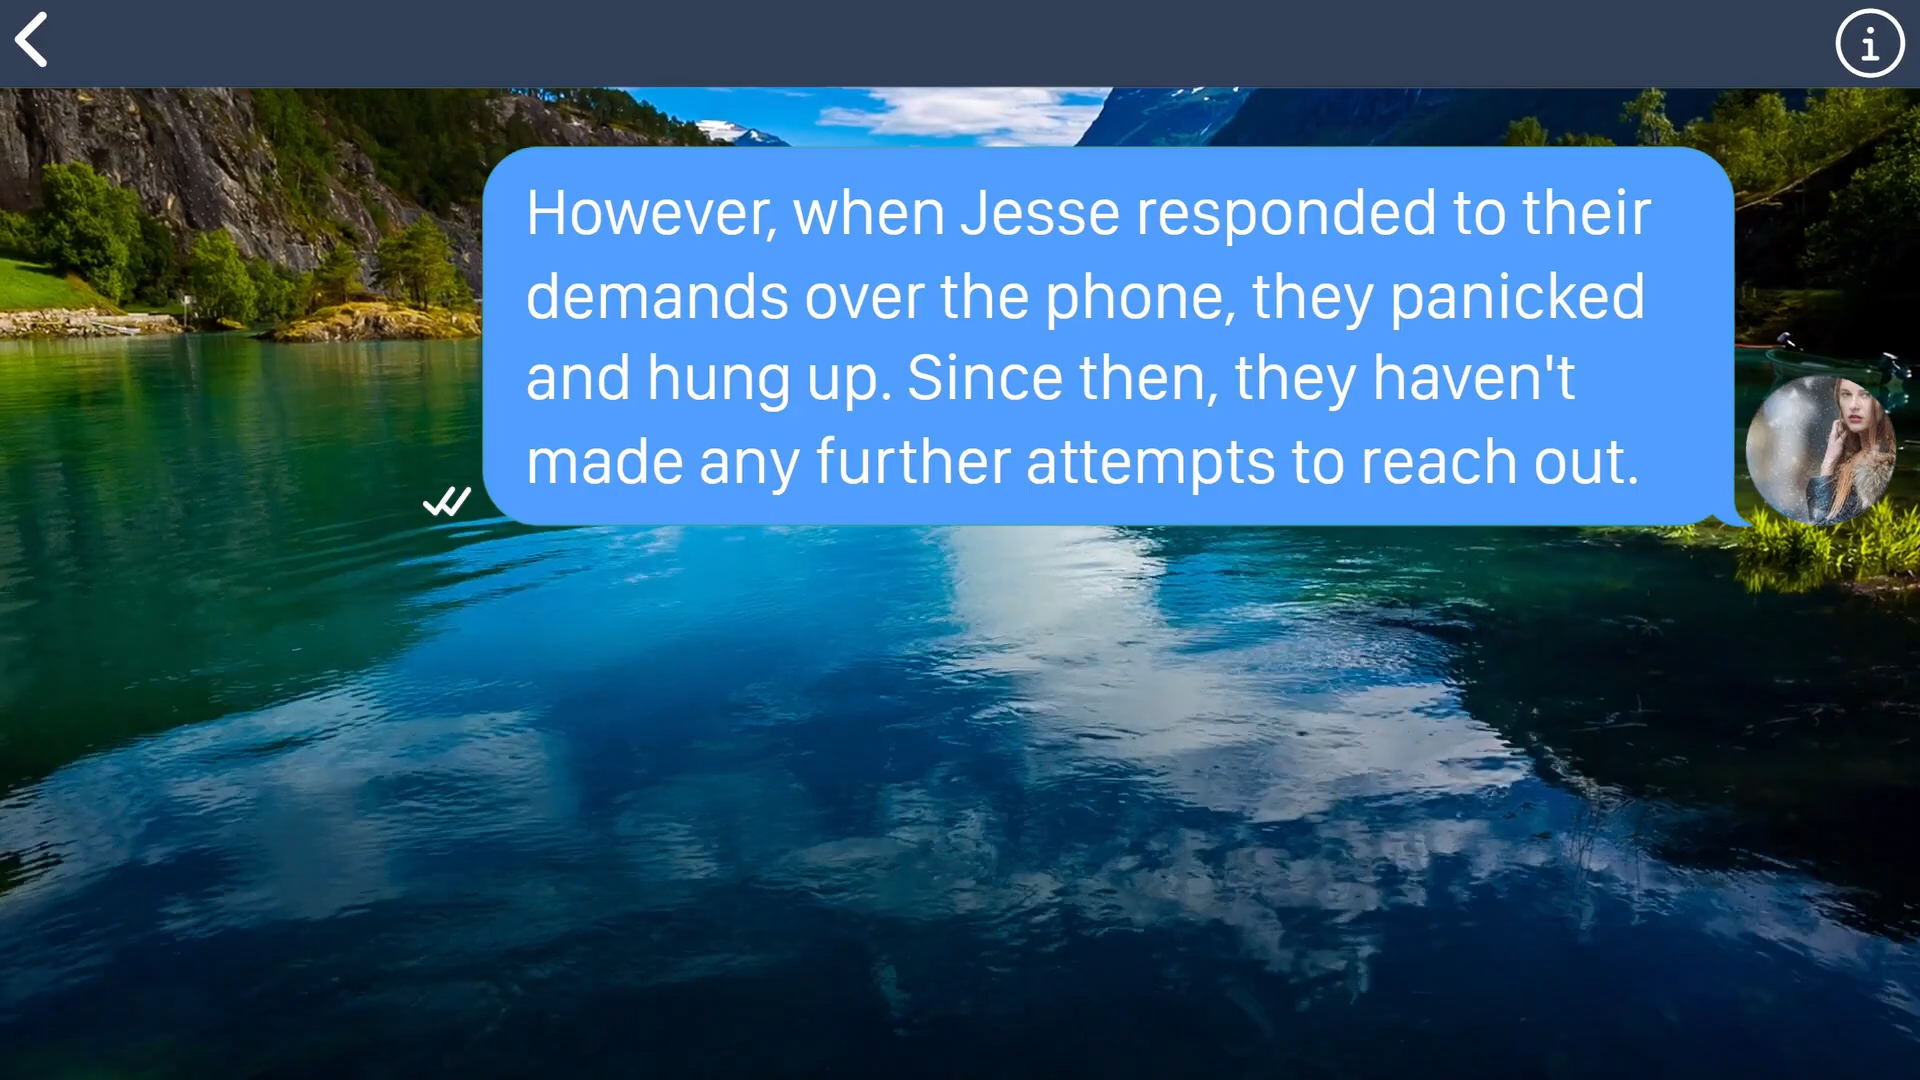 However, when Jesse responded to their
demands over the phone, they panicked
and hung up. Since then, they haven't
made any further attempts to reach out.